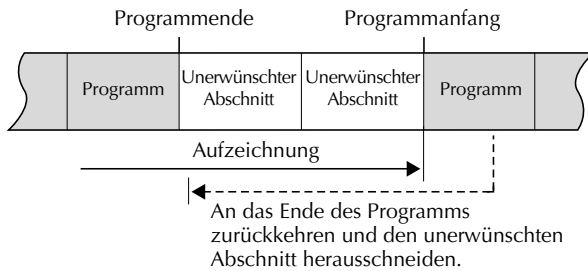 Programmende
Programmanfang
Programm
Unerwünschter
Abschnitt
Unerwünschter
Abschnitt
Programm
Aufzeichnung
An das Ende des Programms
zurückkehren und den unerwünschten
Abschnitt herausschneiden.